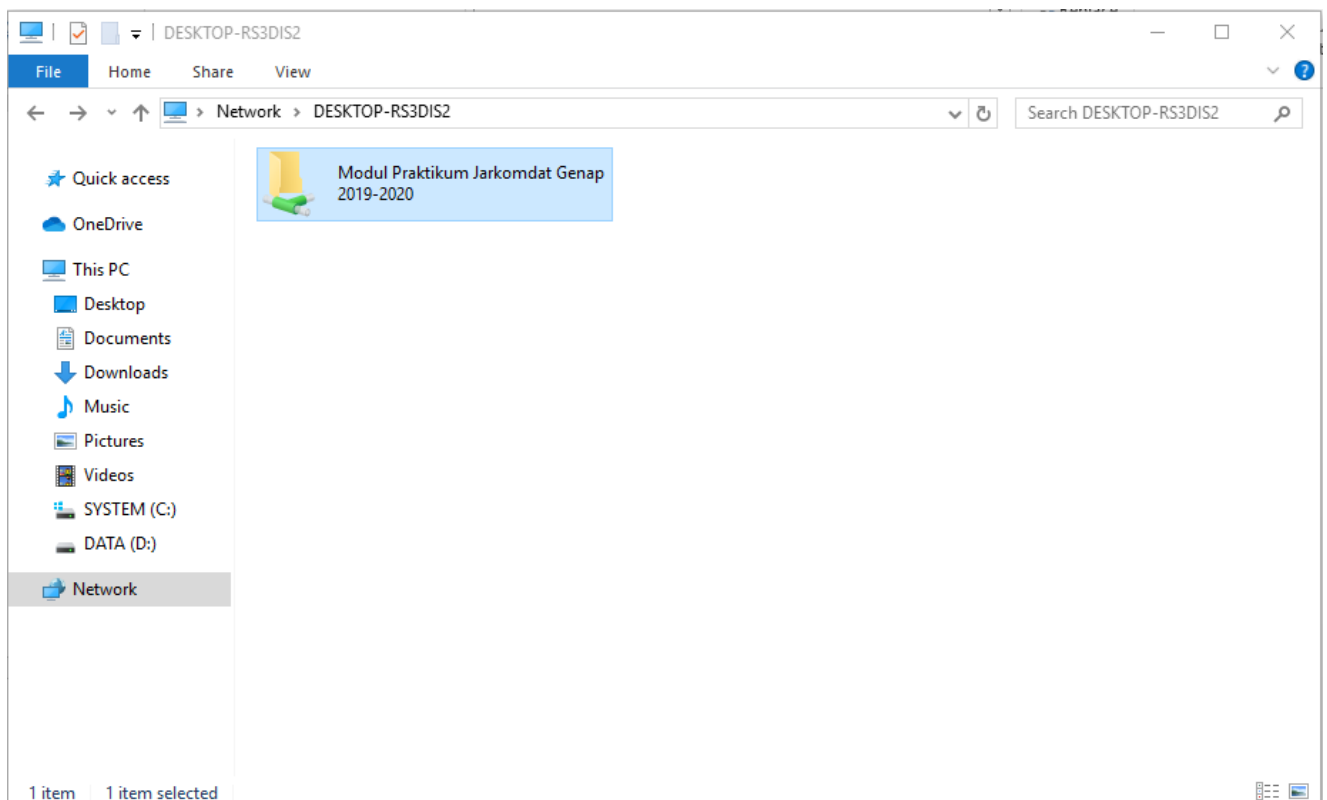 DESKTOP-RS3DIS2
File Home Share View
Network > DESKTOP-RS3DIS2
Search DESKTOP-RS3DIS2
Quick access
OneDrive
This PC
Desktop
Documents
Downloads
Music
Pictures
Videos
SYSTEM (C:)
DATA (D:)
Network
Modul Praktikum Jarkomdat Genap
2019-2020
1 item 1 item selected